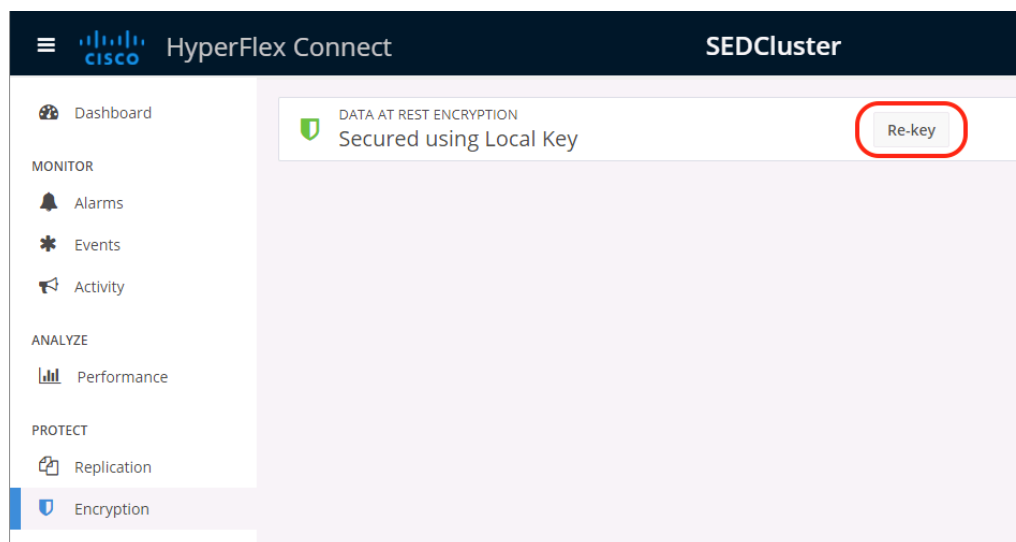 CISCO
HyperFlex Connect
SEDCluster
Dashboard
MONITOR
Alarms
Events
Activity
ANALYZE
Performance
PROTECT
Replication
Encryption
DATA AT REST ENCRYPTION
Secured using Local Key
Re-key